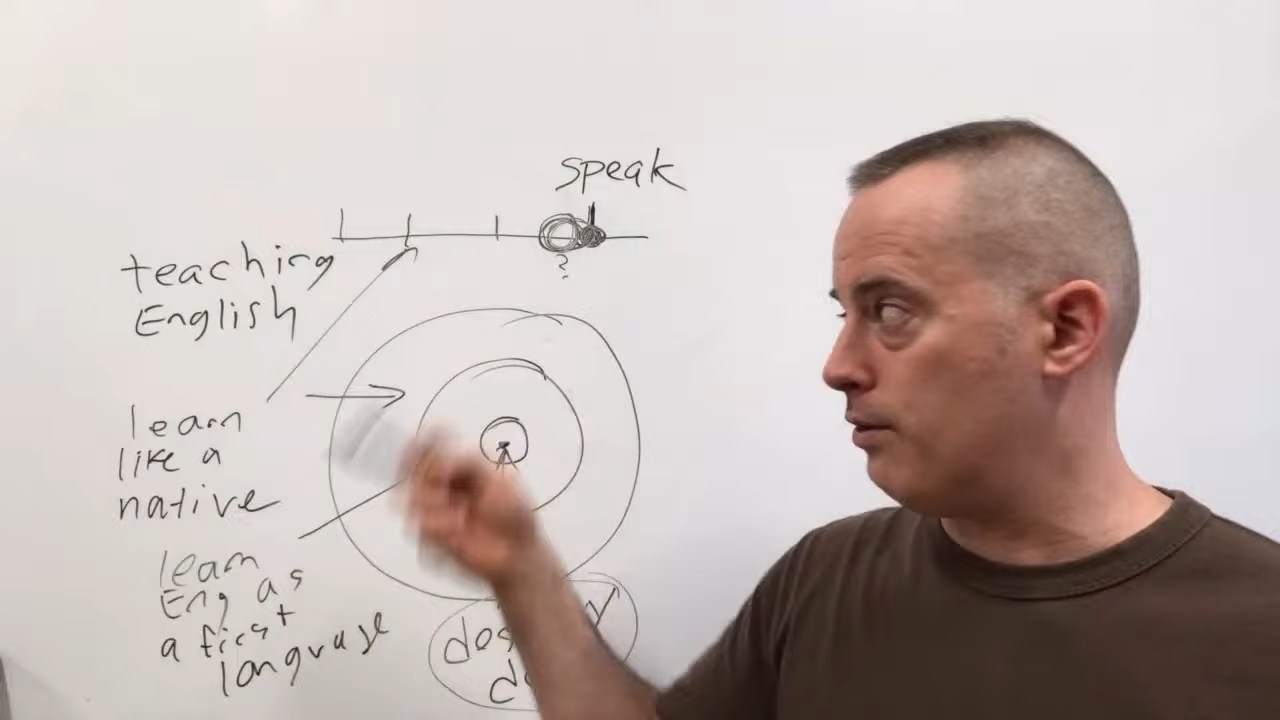 speak
?
teaching
English
learn
like a
native
learn
Eng as
a first
language